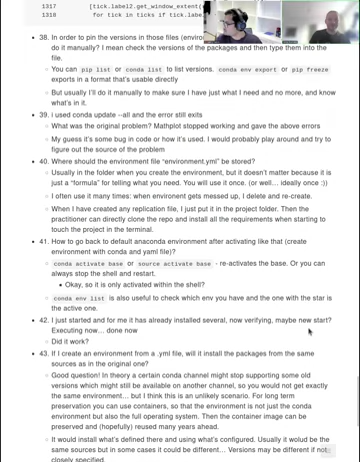 1317 [tick.label2.get_window_extent(
1318 for tick in ticks if tick.labe
38. In order to pin the versions in those files (enviro
do it manually? I mean check the versions of the packages and then type them into the
file.
You can pip list or conda list to list versions. conda env export or pip freeze
exports in a format that's usable directly
But usually I'll do it manually to make sure I have just what I need and no more, and know
what's in it.
39. i used conda update --all and the error still exits
What was the original problem? Mathplot stopped working and gave the above errors
My guess it's some bug in code or how it's used. I would probably play around and try to
figure out the source of the problem
40. Where should the environment file "environment.yml" be stored?
Usually in the folder when you create the environment, but it doesn't matter because it is
just a "formula" for telling what you need. You will use it once. (or well... ideally once :))
I often use it many times: when environent gets messed up, I delete and re-create.
When I have created any replication file, I just put it in the project folder. Then the
practitioner can directly clone the repo and install all the requirements when starting to
touch the project in the terminal.
41. How to go back to default anaconda environment after activating like that (create
environment with conda and yaml file)?
conda activate base or source activate base - re-activates the base. Or you can
always stop the shell and restart.
Okay, so it is only activated within the shell?
conda env list is also useful to check which env you have and the one with the star is
the active one.
42. I just started and for me it has already installed several, now verifying, maybe new start?
Executing now... done now
Did it work?
43. If I create an environment from a .yml file, will it install the packages from the same
sources as in the original one?
Good question! In theory a certain conda channel might stop supporting some old
versions which might still be available on another channel, so you would not get exactly
the same environment... but I think this is an unlikely scenario. For long term
preservation you can use containers, so that the environment is not just the conda
environment but also the full operating system. Then the container image can be
preserved and (hopefully) reused many years ahead.
It would install what's defined there and using what's configured. Usually it wolud be the
same sources but in some cases it could be different... Versions may be different if not
closely specified.